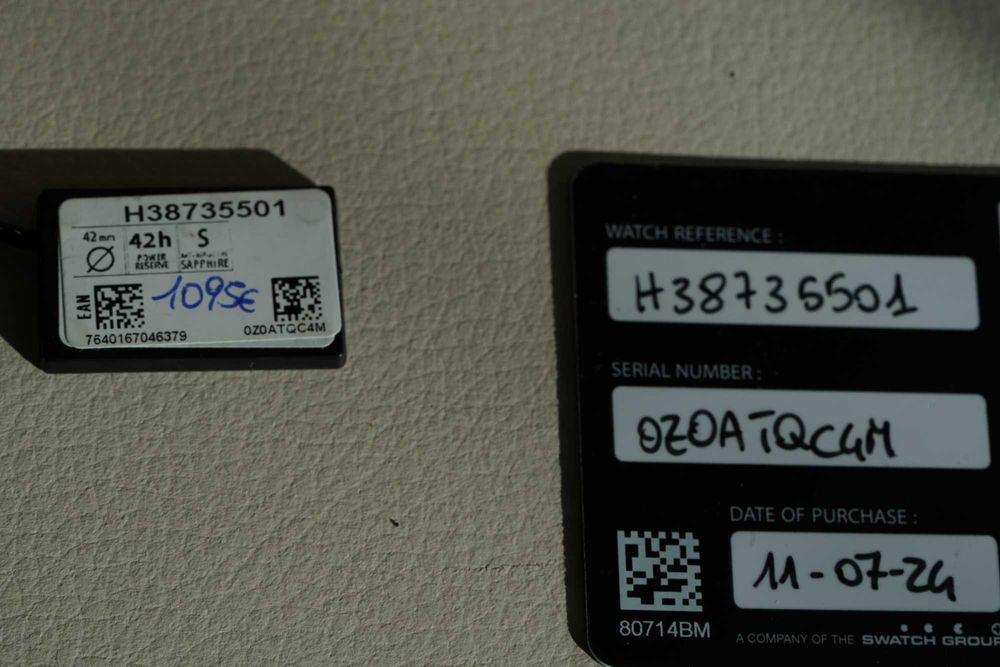 H38735501
42mm 42h S
POWER SAPPHIRE
RESERVE
EAN 1095€
7640167046379 0Z0ATQC4M
WATCH REFERENCE :
H38735501
SERIAL NUMBER :
0Z0ATQC4M
DATE OF PURCHASE :
11-07-24
80714BM
A COMPANY OF THE SWATCH GROUP